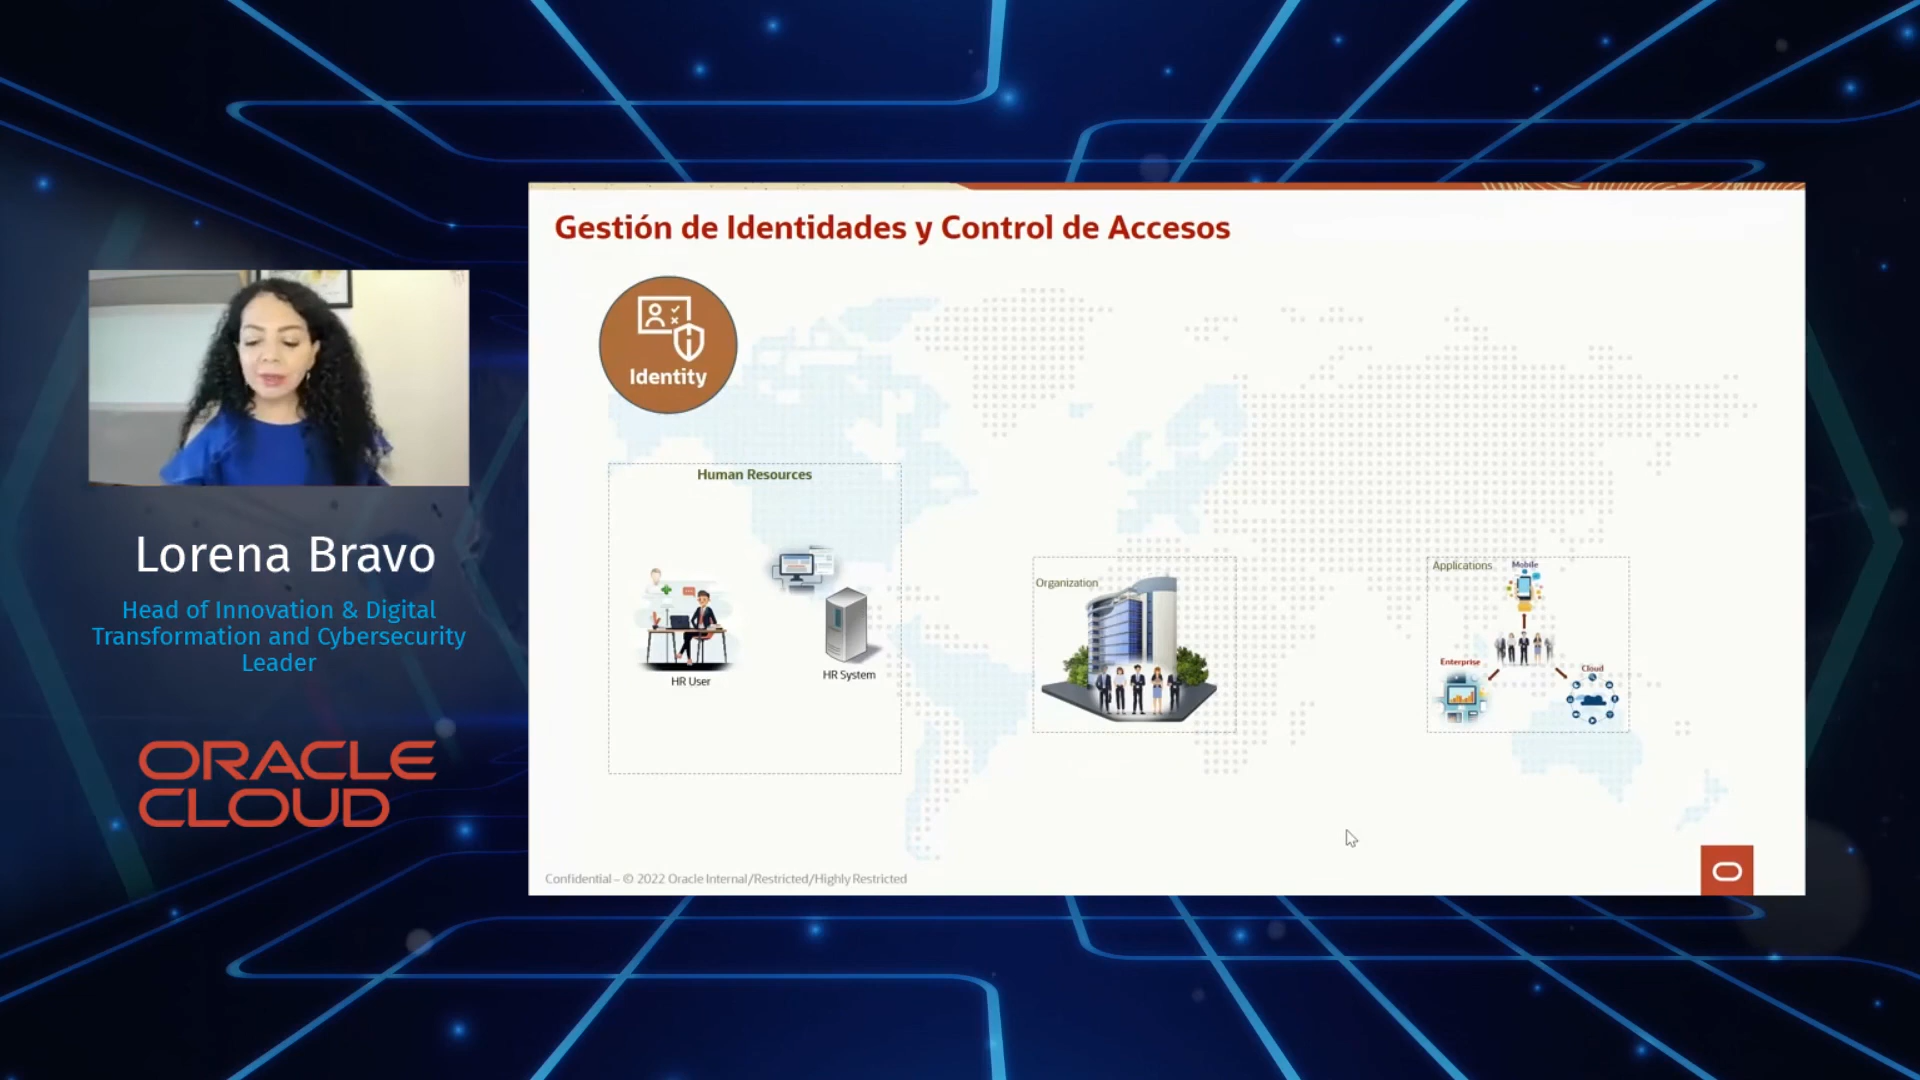 Gestión de Identidades y Control de Accesos
Identity
Human Resources
HR User
HR System
Organization
Applications
Mobile
Enterprise
Cloud
Confidential – © 2022 Oracle Internal/Restricted/Highly Restricted
Lorena Bravo
Head of Innovation & Digital
Transformation and Cybersecurity
Leader
ORACLE
CLOUD